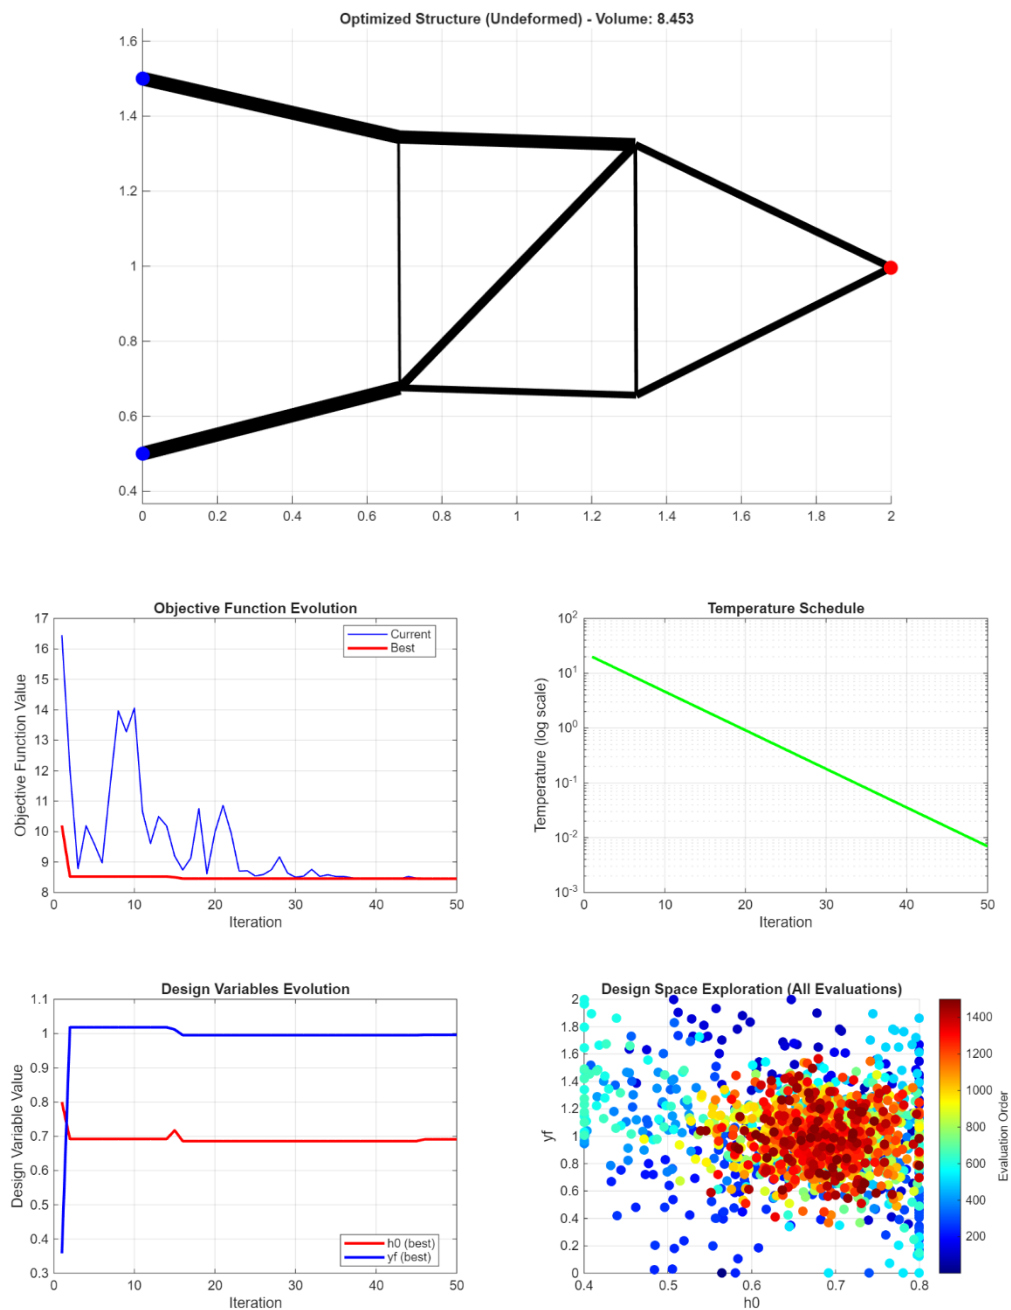 Optimized Structure (Undeformed) - Volume: 8.453
1.6
1.4
1.2
1
0.8
0.6
0.4
0 0.2 0.4 0.6 0.8 1 1.2 1.4 1.6 1.8 2
Objective Function Evolution
17
16
15
14
13
12
11
10
9
8
Objective Function Value
Current
Best
0 10 20 30 40 50
Iteration
Temperature Schedule
10^2
10^1
10^0
10^-1
10^-2
10^-3
Temperature (log scale)
0 10 20 30 40 50
Iteration
Design Variables Evolution
1.1
1
0.9
0.8
0.7
0.6
0.5
0.4
0.3
Design Variable Value
h0 (best)
yf (best)
0 10 20 30 40 50
Iteration
Design Space Exploration (All Evaluations)
2
1.8
1.6
1.4
1.2
1
0.8
0.6
0.4
0.2
0
yf
0.4 0.5 0.6 0.7 0.8
h0
1400
1200
1000
800
600
400
200
Evaluation Order